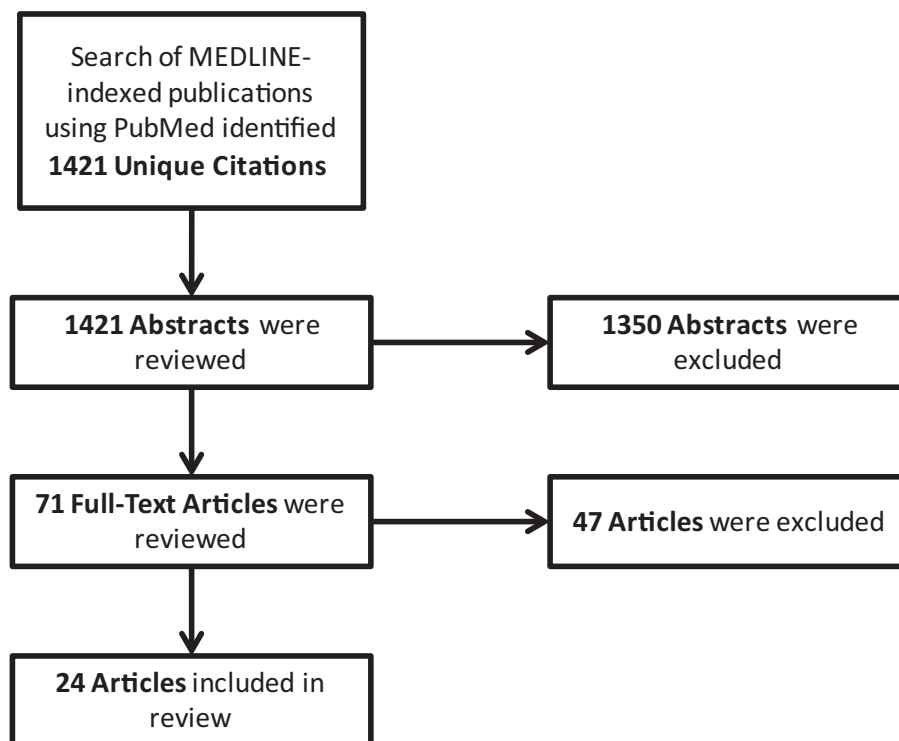 Search of MEDLINE-
indexed publications
using PubMed identified
1421 Unique Citations
1421 Abstracts were
reviewed
1350 Abstracts were
excluded
71 Full-Text Articles were
reviewed
47 Articles were excluded
24 Articles included in
review